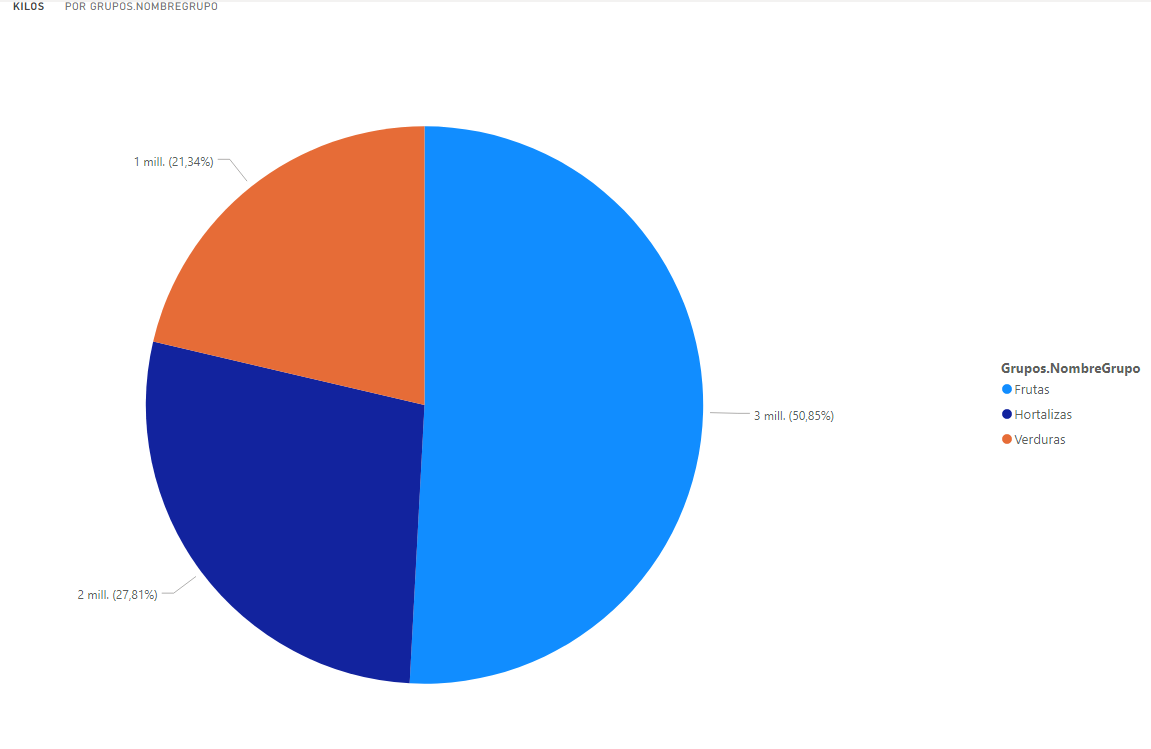 KILOS POR GRUPOS.NOMBREGRUPO
1 mill. (21,34%)
3 mill. (50,85%)
2 mill. (27,81%)
Grupos.NombreGrupo
Frutas
Hortalizas
Verduras